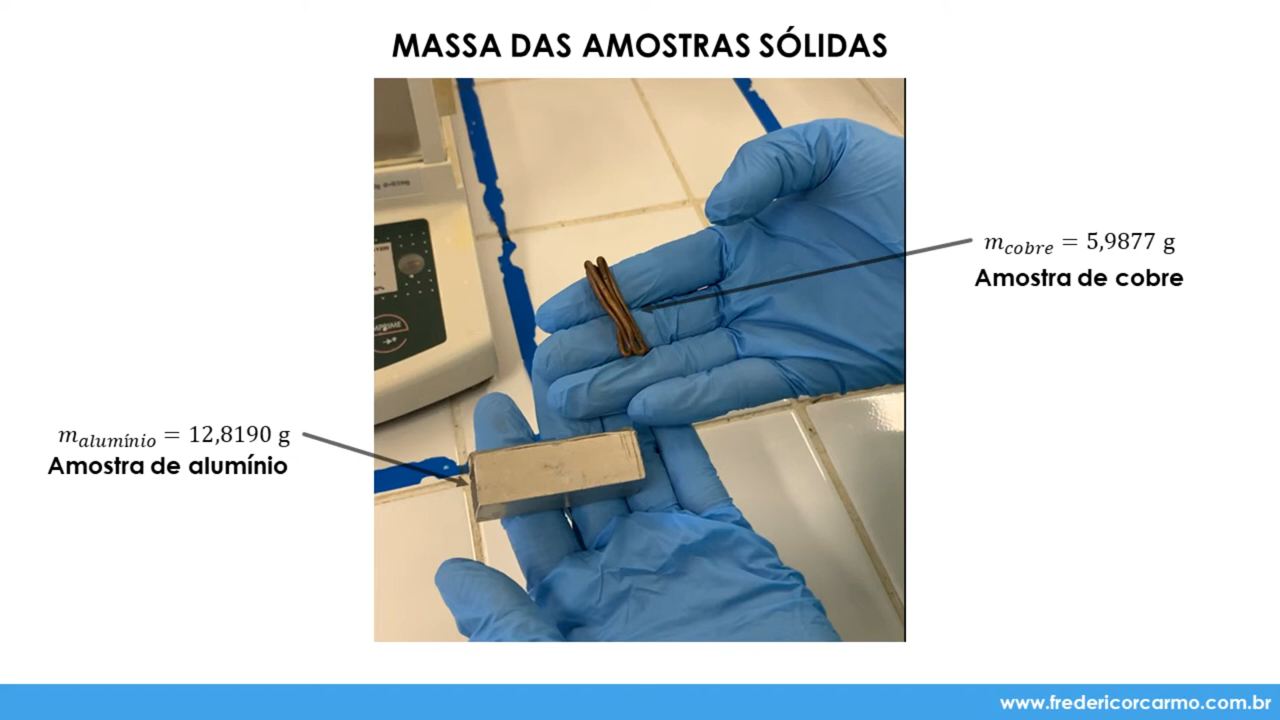 MASSA DAS AMOSTRAS SÓLIDAS
m_cobre = 5,9877 g
Amostra de cobre
m_alumínio = 12,8190 g
Amostra de alumínio
www.fredericorcarmo.com.br